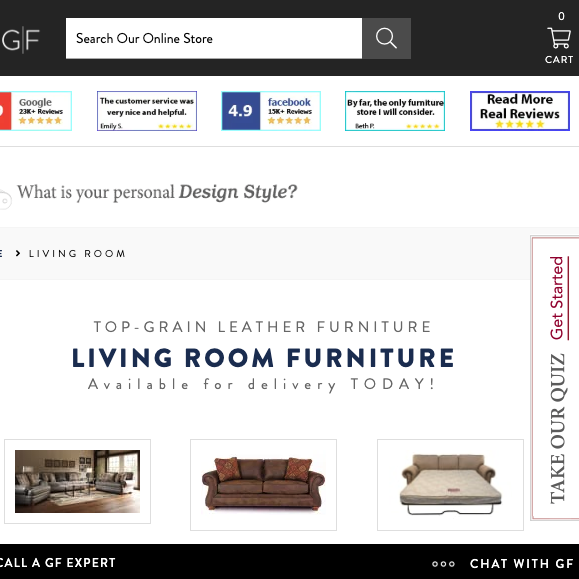 GF
Search Our Online Store
0
CART
Google
23K+ Reviews
The customer service was
very nice and helpful.
Emily S.
4.9
facebook
15K+ Reviews
By far, the only furniture
store I will consider.
Beth P.
Read More
Real Reviews
What is your personal Design Style?
> LIVING ROOM
TOP-GRAIN LEATHER FURNITURE
LIVING ROOM FURNITURE
Available for delivery TODAY!
TAKE OUR QUIZ Get Started
CALL A GF EXPERT
CHAT WITH GF